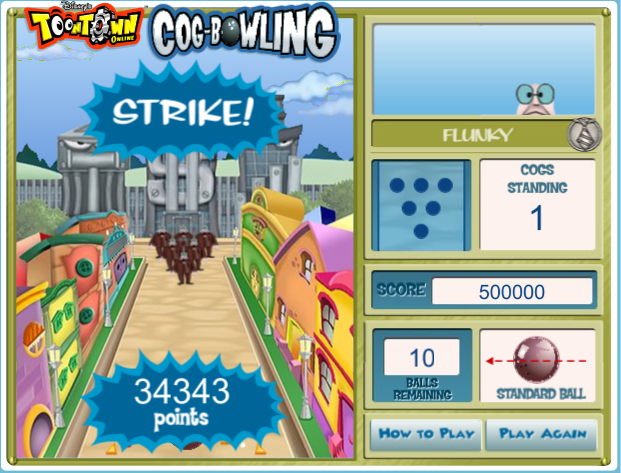 Disney's
TOONTOWN
ONLINE
COG-BOWLING
STRIKE!
FLUNKY
COGS
STANDING
1
SCORE 500000
10
BALLS
REMAINING
STANDARD BALL
34343
points
HOW TO PLAY
PLAY AGAIN